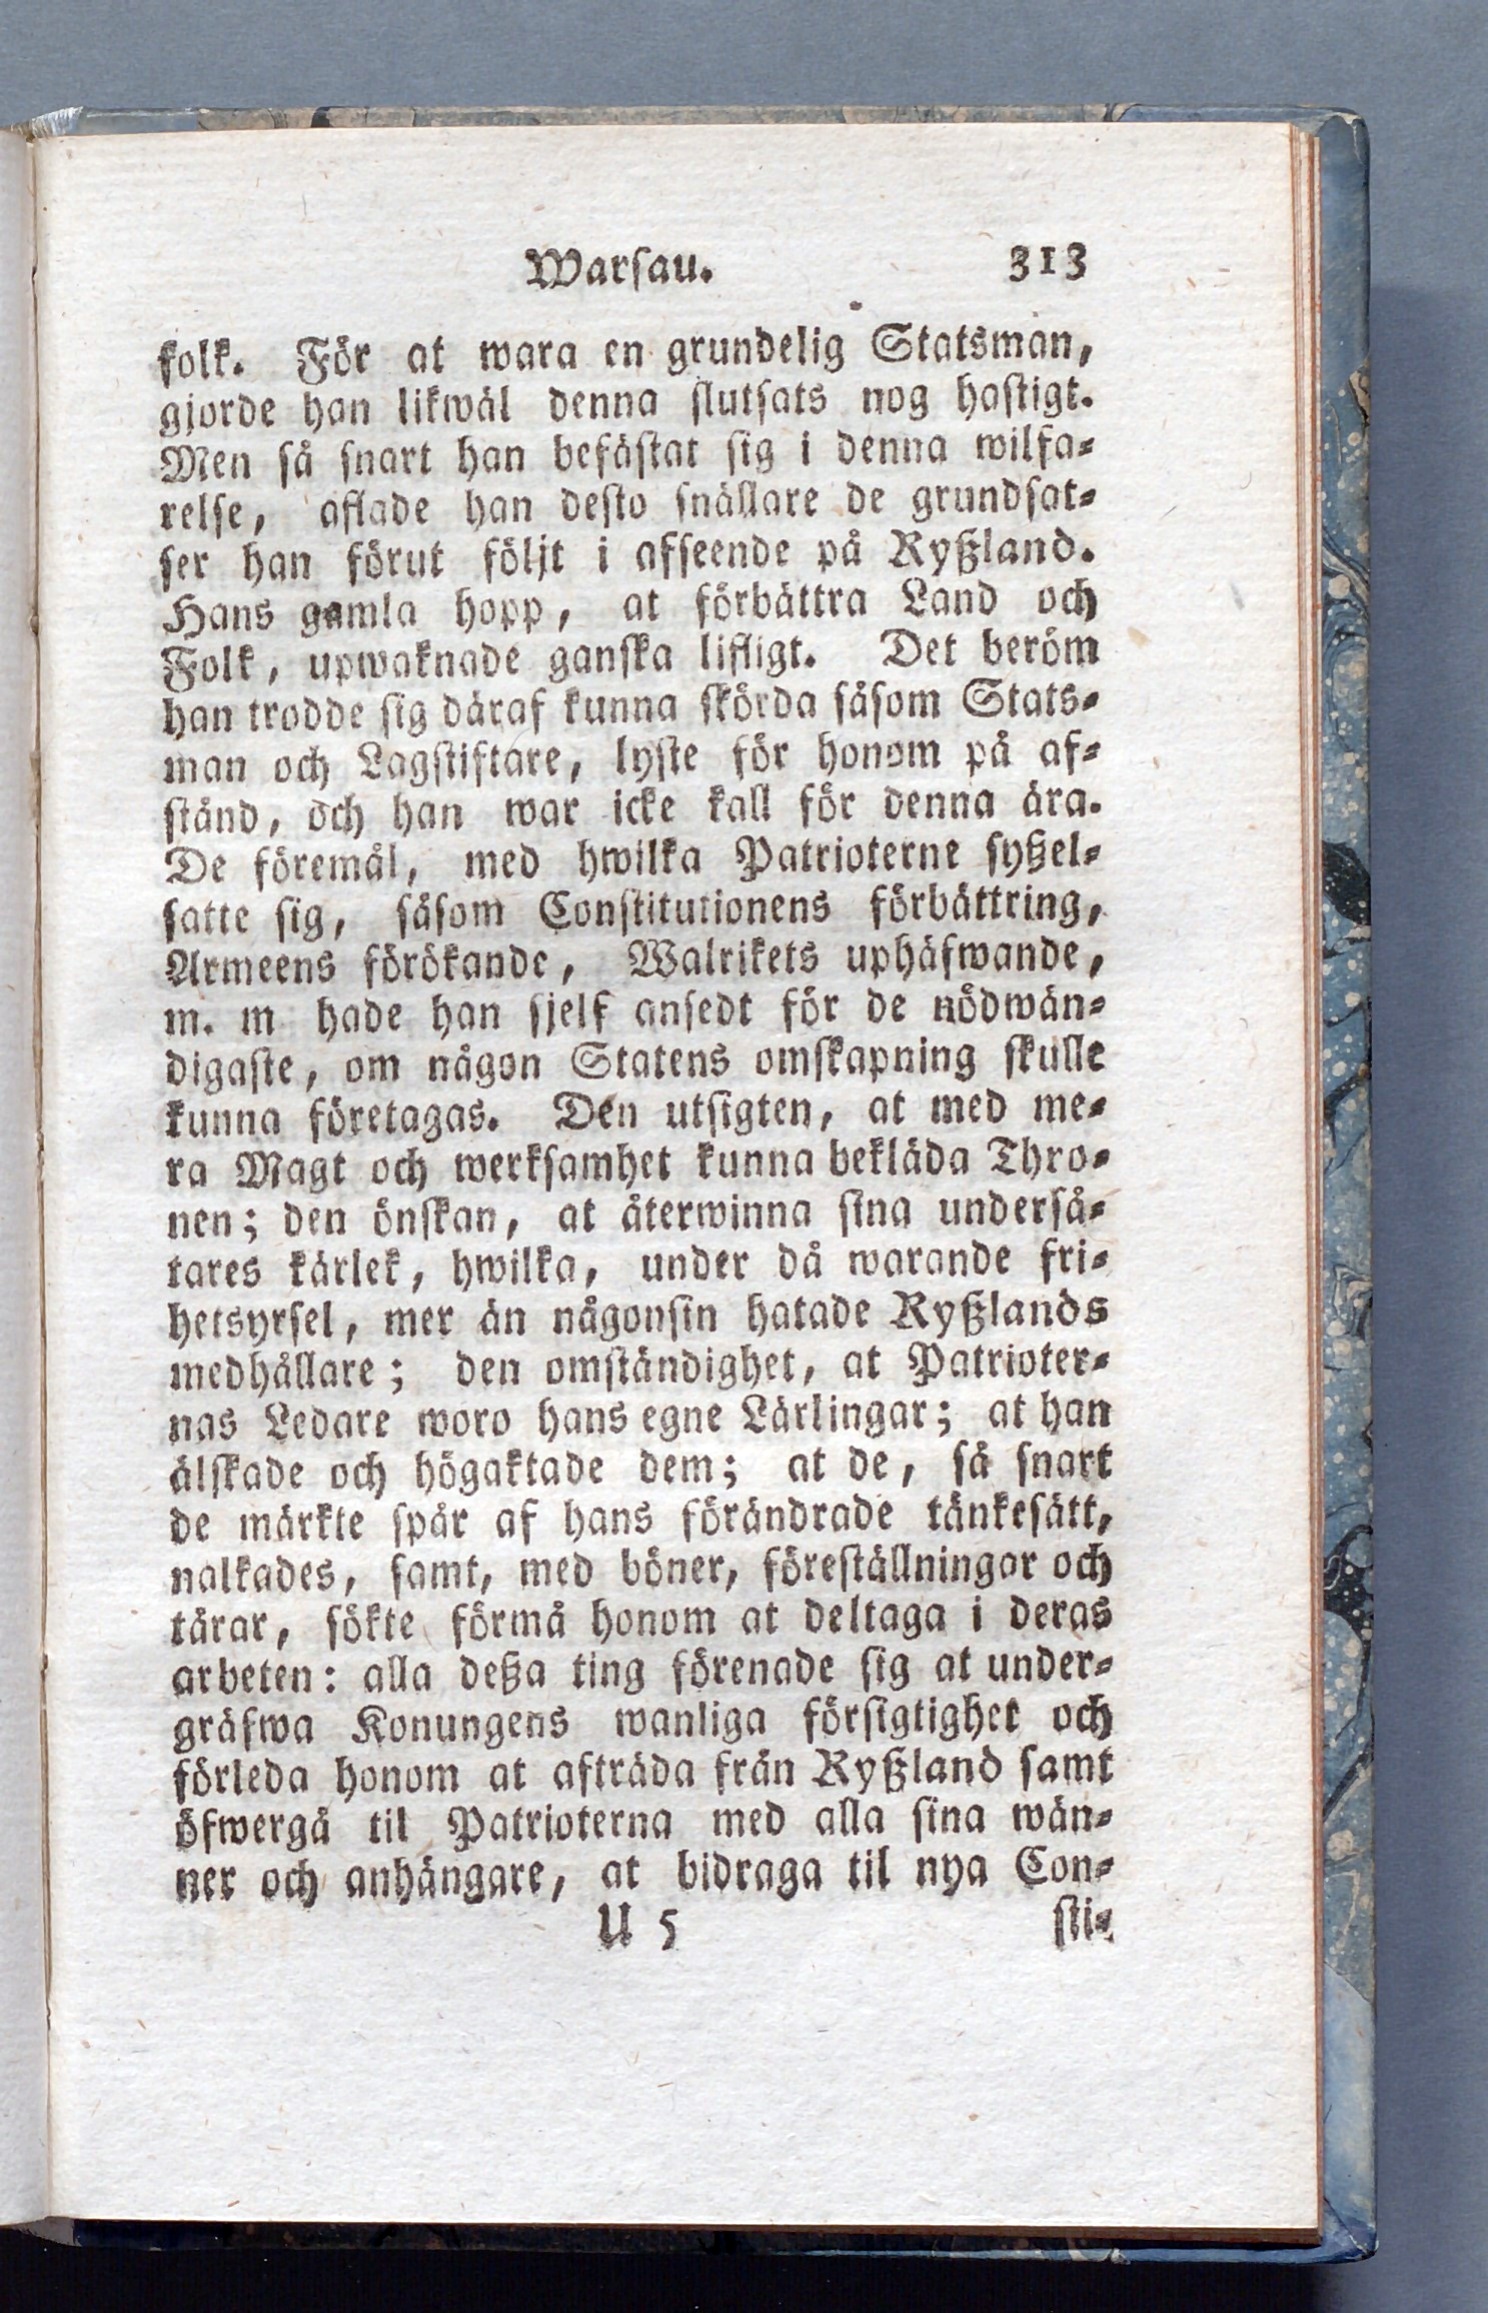 Warsau. 313
folk. För at wara en grundelig Statsman,
gjorde han likwäl denna slutsats nog hastigt.
Men så snart han befästat sig i denna wilfa-
relse, aflade han desto snällare de grundsat-
ser han förut följt i afseende på Ryßland.
Hans gamla hopp, at förbättra Land och
Folk, upwaknade ganska lifligt. Det beröm
han trodde sig däraf kunna skörda såsom Stats-
man och Lagstiftare, lyste för honom på af-
stånd, och han war icke kall för denna ära.
De föremål, med hwilka Patrioterne syßel-
satte sig, såsom Constitutionens förbättring,
Armeens förökande, Walrikets uphäfwande,
m. m hade han sjelf ansedt för de nödwän-
digaste, om någon Statens omskapning skulle
kunna företagas. Den utsigten, at med me-
ra Magt och werksamhet kunna bekläda Thro-
nen; den önskan, at återwinna sina underså-
tares kärlek, hwilka, under då warande fri-
hetsyrsel, mer än någonsin hatade Ryßlands
medhållare; den omständighet, at Patrioter-
nas Ledare woro hans egne Lärlingar; at han
älskade och högaktade dem; at de, så snart
de märkte spår af hans förändrade tänkesätt,
nalkades, samt, med böner, föreställningar och
tårar, sökte förmå honom at deltaga i deras
arbeten: alla deßa ting förenade sig at under-
gräfwa Konungens wanliga försigtighet och
förleda honom at afträda från Ryßland samt
öfwergå til Patrioterna med alla sina wän-
ner och anhängare, at bidraga til nya Con-
U 5 sti-